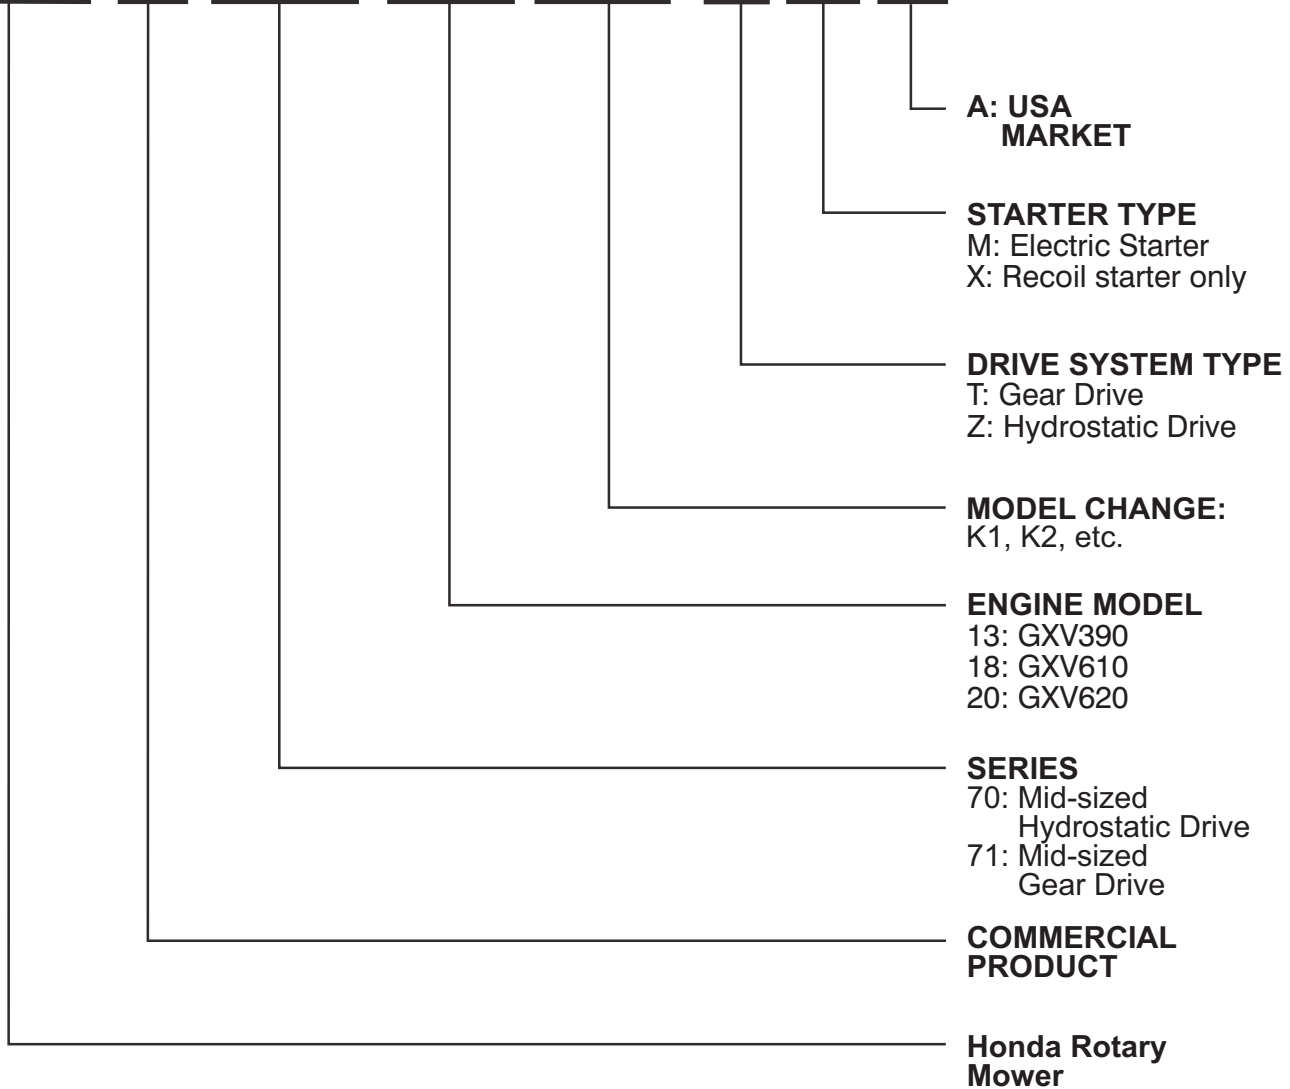 A: USA
MARKET
STARTER TYPE
M: Electric Starter
X: Recoil starter only
DRIVE SYSTEM TYPE
T: Gear Drive
Z: Hydrostatic Drive
MODEL CHANGE:
K1, K2, etc.
ENGINE MODEL
13: GXV390
18: GXV610
20: GXV620
SERIES
70: Mid-sized
Hydrostatic Drive
71: Mid-sized
Gear Drive
COMMERCIAL
PRODUCT
Honda Rotary
Mower